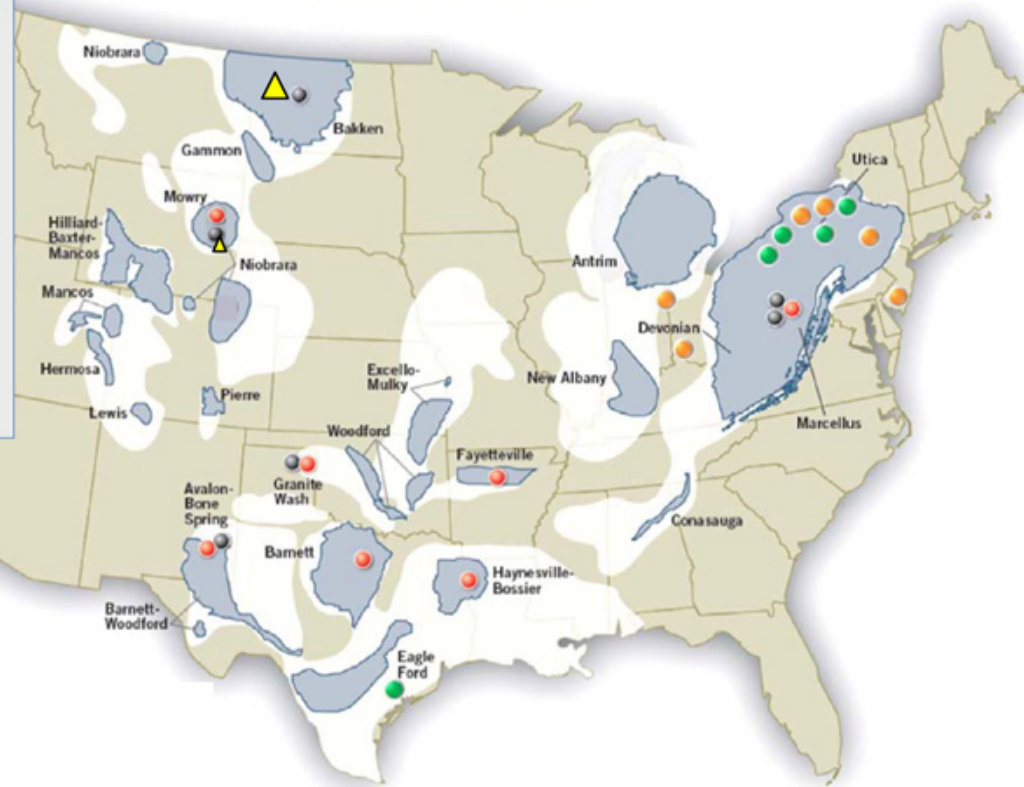 Niobrara
Bakken
Gammon
Utica
Mowry
Hilliard-
Baxter-
Mancos
Antrim
Niobrara
Mancos
Devonian
Hermosa
Excello-
Mulky
New Albany
Pierre
Lewis
Marcellus
Woodford
Fayetteville
Granite
Wash
Avalon-
Bone
Spring
Conasauga
Barnett
Haynesville-
Bossier
Barnett-
Woodford
Eagle
Ford